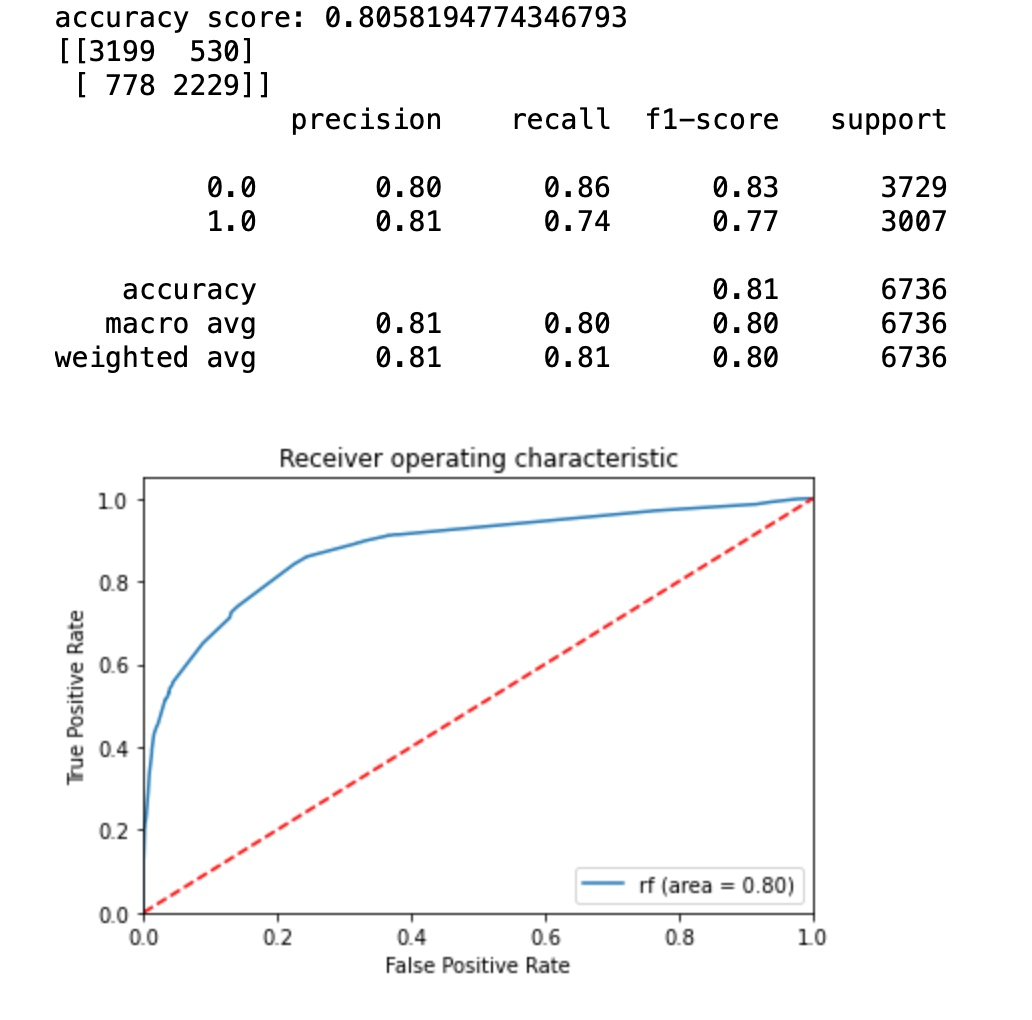 accuracy score: 0.8058194774346793
[[3199  530]
 [ 778 2229]]
precision    recall  f1-score   support
0.0       0.80      0.86      0.83      3729
1.0       0.81      0.74      0.77      3007
accuracy                           0.81      6736
macro avg       0.81      0.80      0.80      6736
weighted avg       0.81      0.81      0.80      6736
Receiver operating characteristic
True Positive Rate
1.0
0.8
0.6
0.4
0.2
0.0
rf (area = 0.80)
0.0 0.2 0.4 0.6 0.8 1.0
False Positive Rate